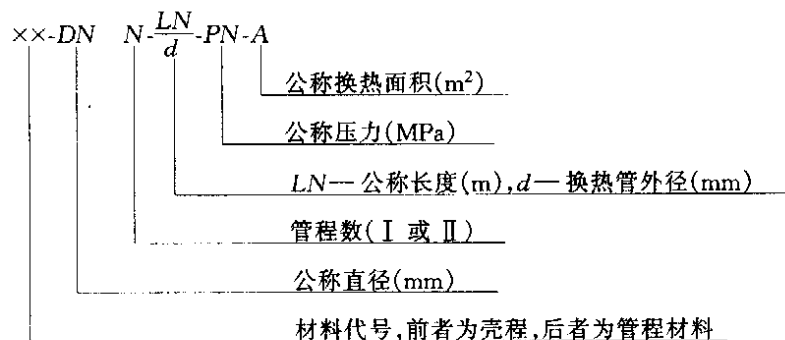 ××-DN N-LN/d-PN-A
公称换热面积(m²)
公称压力(MPa)
LN—公称长度(m),d—换热管外径(mm)
管程数(Ⅰ或Ⅱ)
公称直径(mm)
材料代号,前者为壳程,后者为管程材料